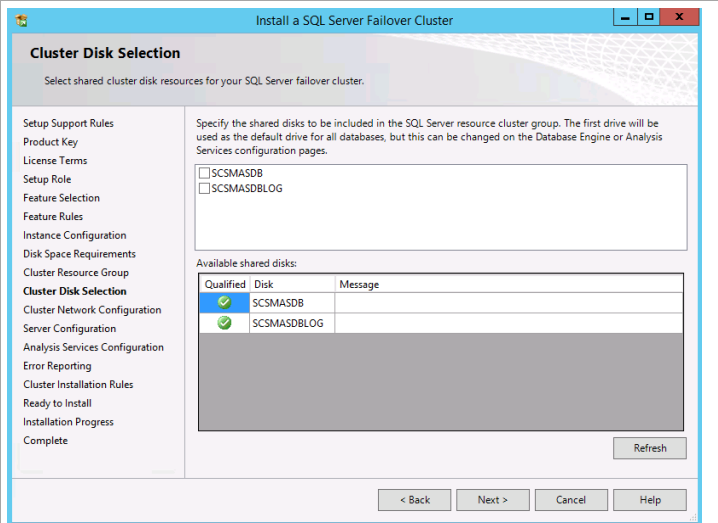 Install a SQL Server Failover Cluster
Cluster Disk Selection
Select shared cluster disk resources for your SQL Server failover cluster.
Setup Support Rules
Product Key
License Terms
Setup Role
Feature Selection
Feature Rules
Instance Configuration
Disk Space Requirements
Cluster Resource Group
Cluster Disk Selection
Cluster Network Configuration
Server Configuration
Analysis Services Configuration
Error Reporting
Cluster Installation Rules
Ready to Install
Installation Progress
Complete
Specify the shared disks to be included in the SQL Server resource cluster group. The first drive will be
used as the default drive for all databases, but this can be changed on the Database Engine or Analysis
Services configuration pages.
SCSMASDB
SCSMASDBLOG
Available shared disks:
Qualified Disk Message
SCSMASDB
SCSMASDBLOG
Refresh
< Back Next > Cancel Help